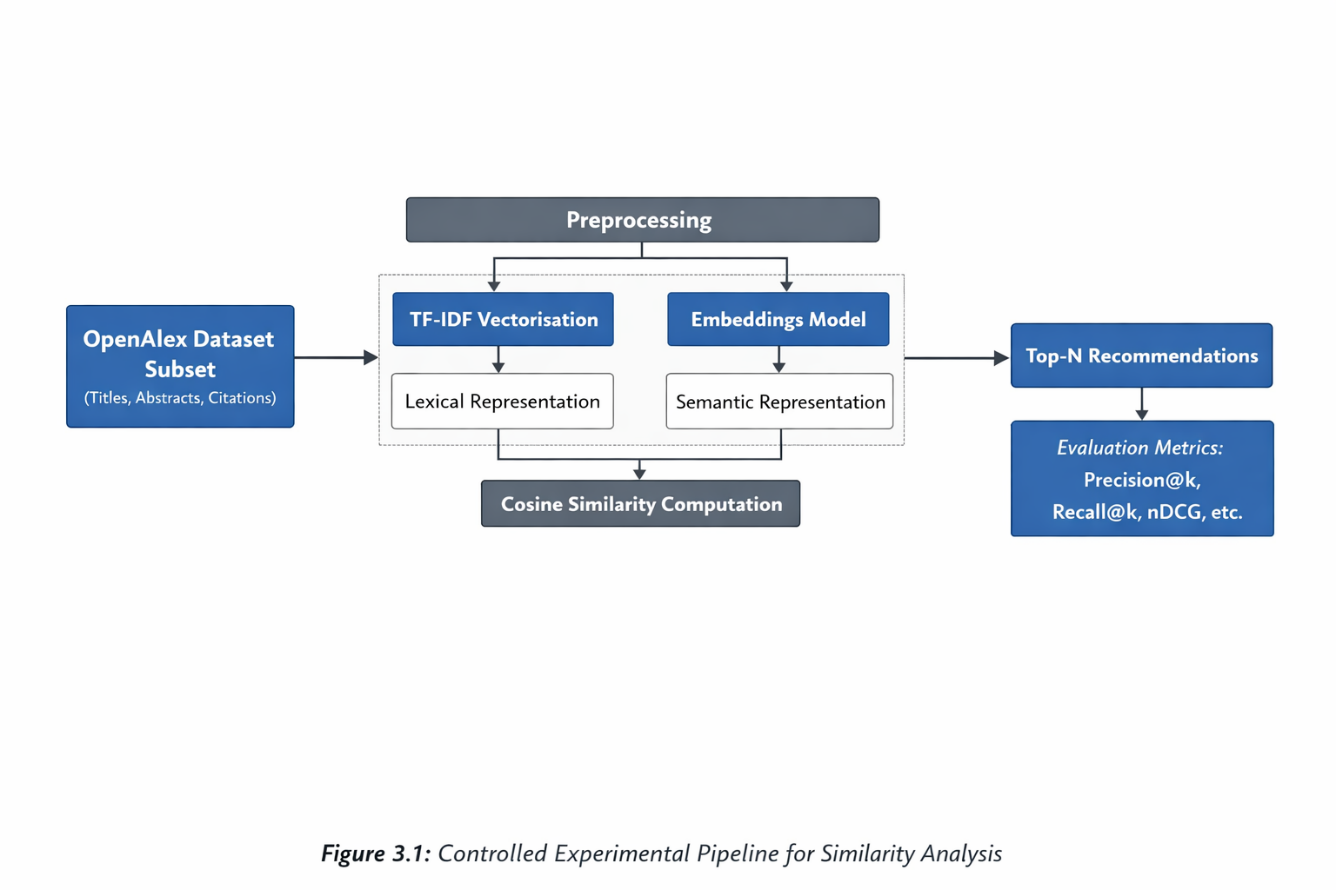 Preprocessing
OpenAlex Dataset
Subset
(Titles, Abstracts, Citations)
TF-IDF Vectorisation
Embeddings Model
Lexical Representation
Semantic Representation
Cosine Similarity Computation
Top-N Recommendations
Evaluation Metrics:
Precision@k,
Recall@k, nDCG, etc.
Figure 3.1: Controlled Experimental Pipeline for Similarity Analysis